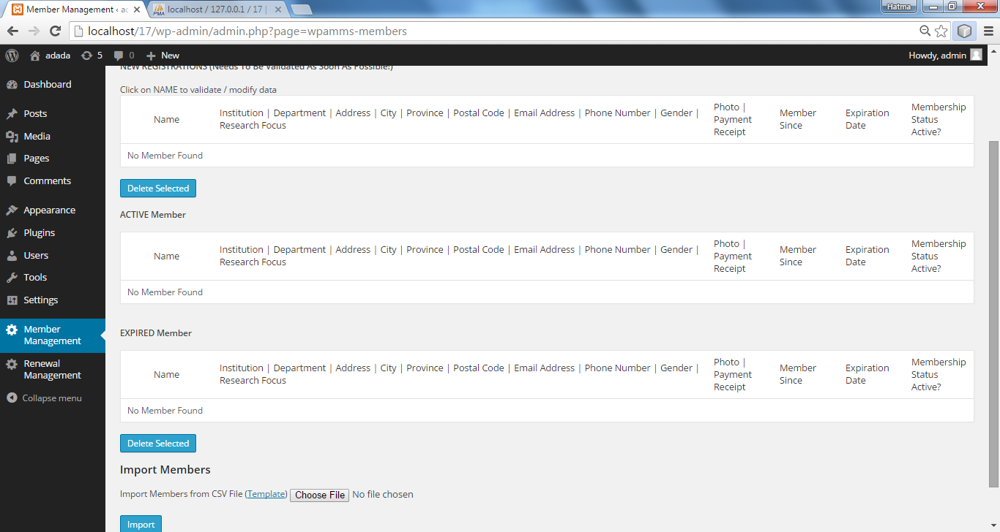 Member Management ‹ ad
localhost / 127.0.0.1 / 17 |
Hatma
localhost/17/wp-admin/admin.php?page=wpamms-members
adada 5 0 New
Howdy, admin
Dashboard
Posts
Media
Pages
Comments
Appearance
Plugins
Users
Tools
Settings
Member
Management
Renewal
Management
Collapse menu
NEW REGISTRATIONS (Needs To Be Validated As Soon As Possible!)
Click on NAME to validate / modify data
Name
Institution | Department | Address | City | Province | Postal Code | Email Address | Phone Number | Gender |
Research Focus
Photo |
Payment
Receipt
Member
Since
Expiration
Date
Membership
Status
Active?
No Member Found
Delete Selected
ACTIVE Member
Name
Institution | Department | Address | City | Province | Postal Code | Email Address | Phone Number | Gender |
Research Focus
Photo |
Payment
Receipt
Member
Since
Expiration
Date
Membership
Status
Active?
No Member Found
EXPIRED Member
Name
Institution | Department | Address | City | Province | Postal Code | Email Address | Phone Number | Gender |
Research Focus
Photo |
Payment
Receipt
Member
Since
Expiration
Date
Membership
Status
Active?
No Member Found
Delete Selected
Import Members
Import Members from CSV File (Template) Choose File No file chosen
Import